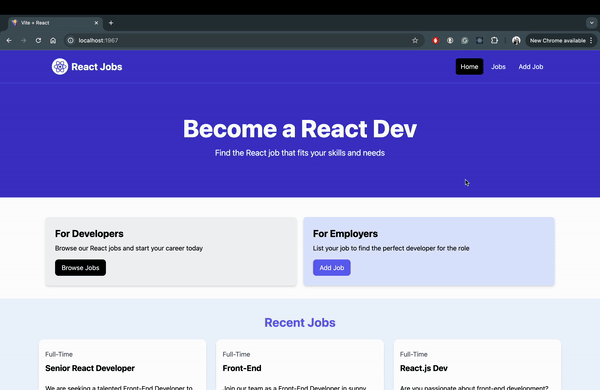 Vite + React
localhost:1967
New Chrome available
React Jobs
Home
Jobs
Add Job
Become a React Dev
Find the React job that fits your skills and needs
For Developers
Browse our React jobs and start your career today
Browse Jobs
For Employers
List your job to find the perfect developer for the role
Add Job
Recent Jobs
Full-Time
Senior React Developer
We are seeking a talented Front-End Developer to
Full-Time
Front-End
Join our team as a Front-End Developer in sunny
Full-Time
React.js Dev
Are you passionate about front-end development?